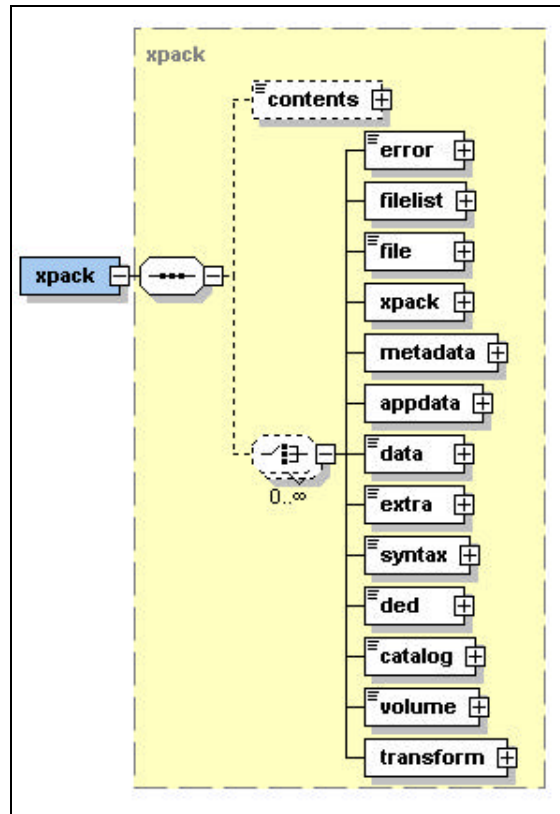 xpack
contents
error
filelist
file
xpack
xpack
metadata
appdata
data
0..∞
extra
syntax
ded
catalog
volume
transform